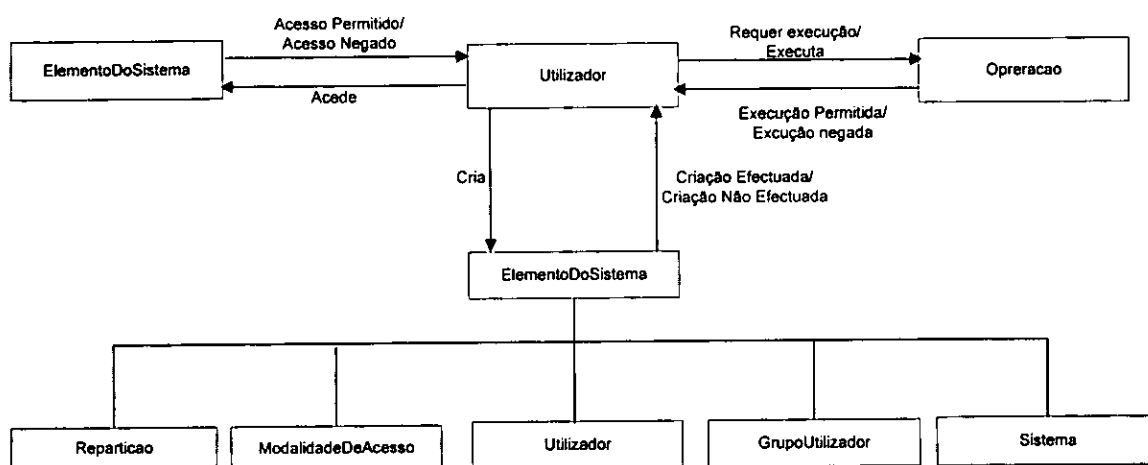 Acesso Permitido/
Acesso Negado
Requer execução/
Executa
ElementoDoSistema
Utilizador
Opreracao
Acede
Execução Permitida/
Excução negada
Cria
Criação Efectuada/
Criação Não Efectuada
ElementoDoSistema
Reparticao
ModalidadeDeAcesso
Utilizador
GrupoUtilizador
Sistema